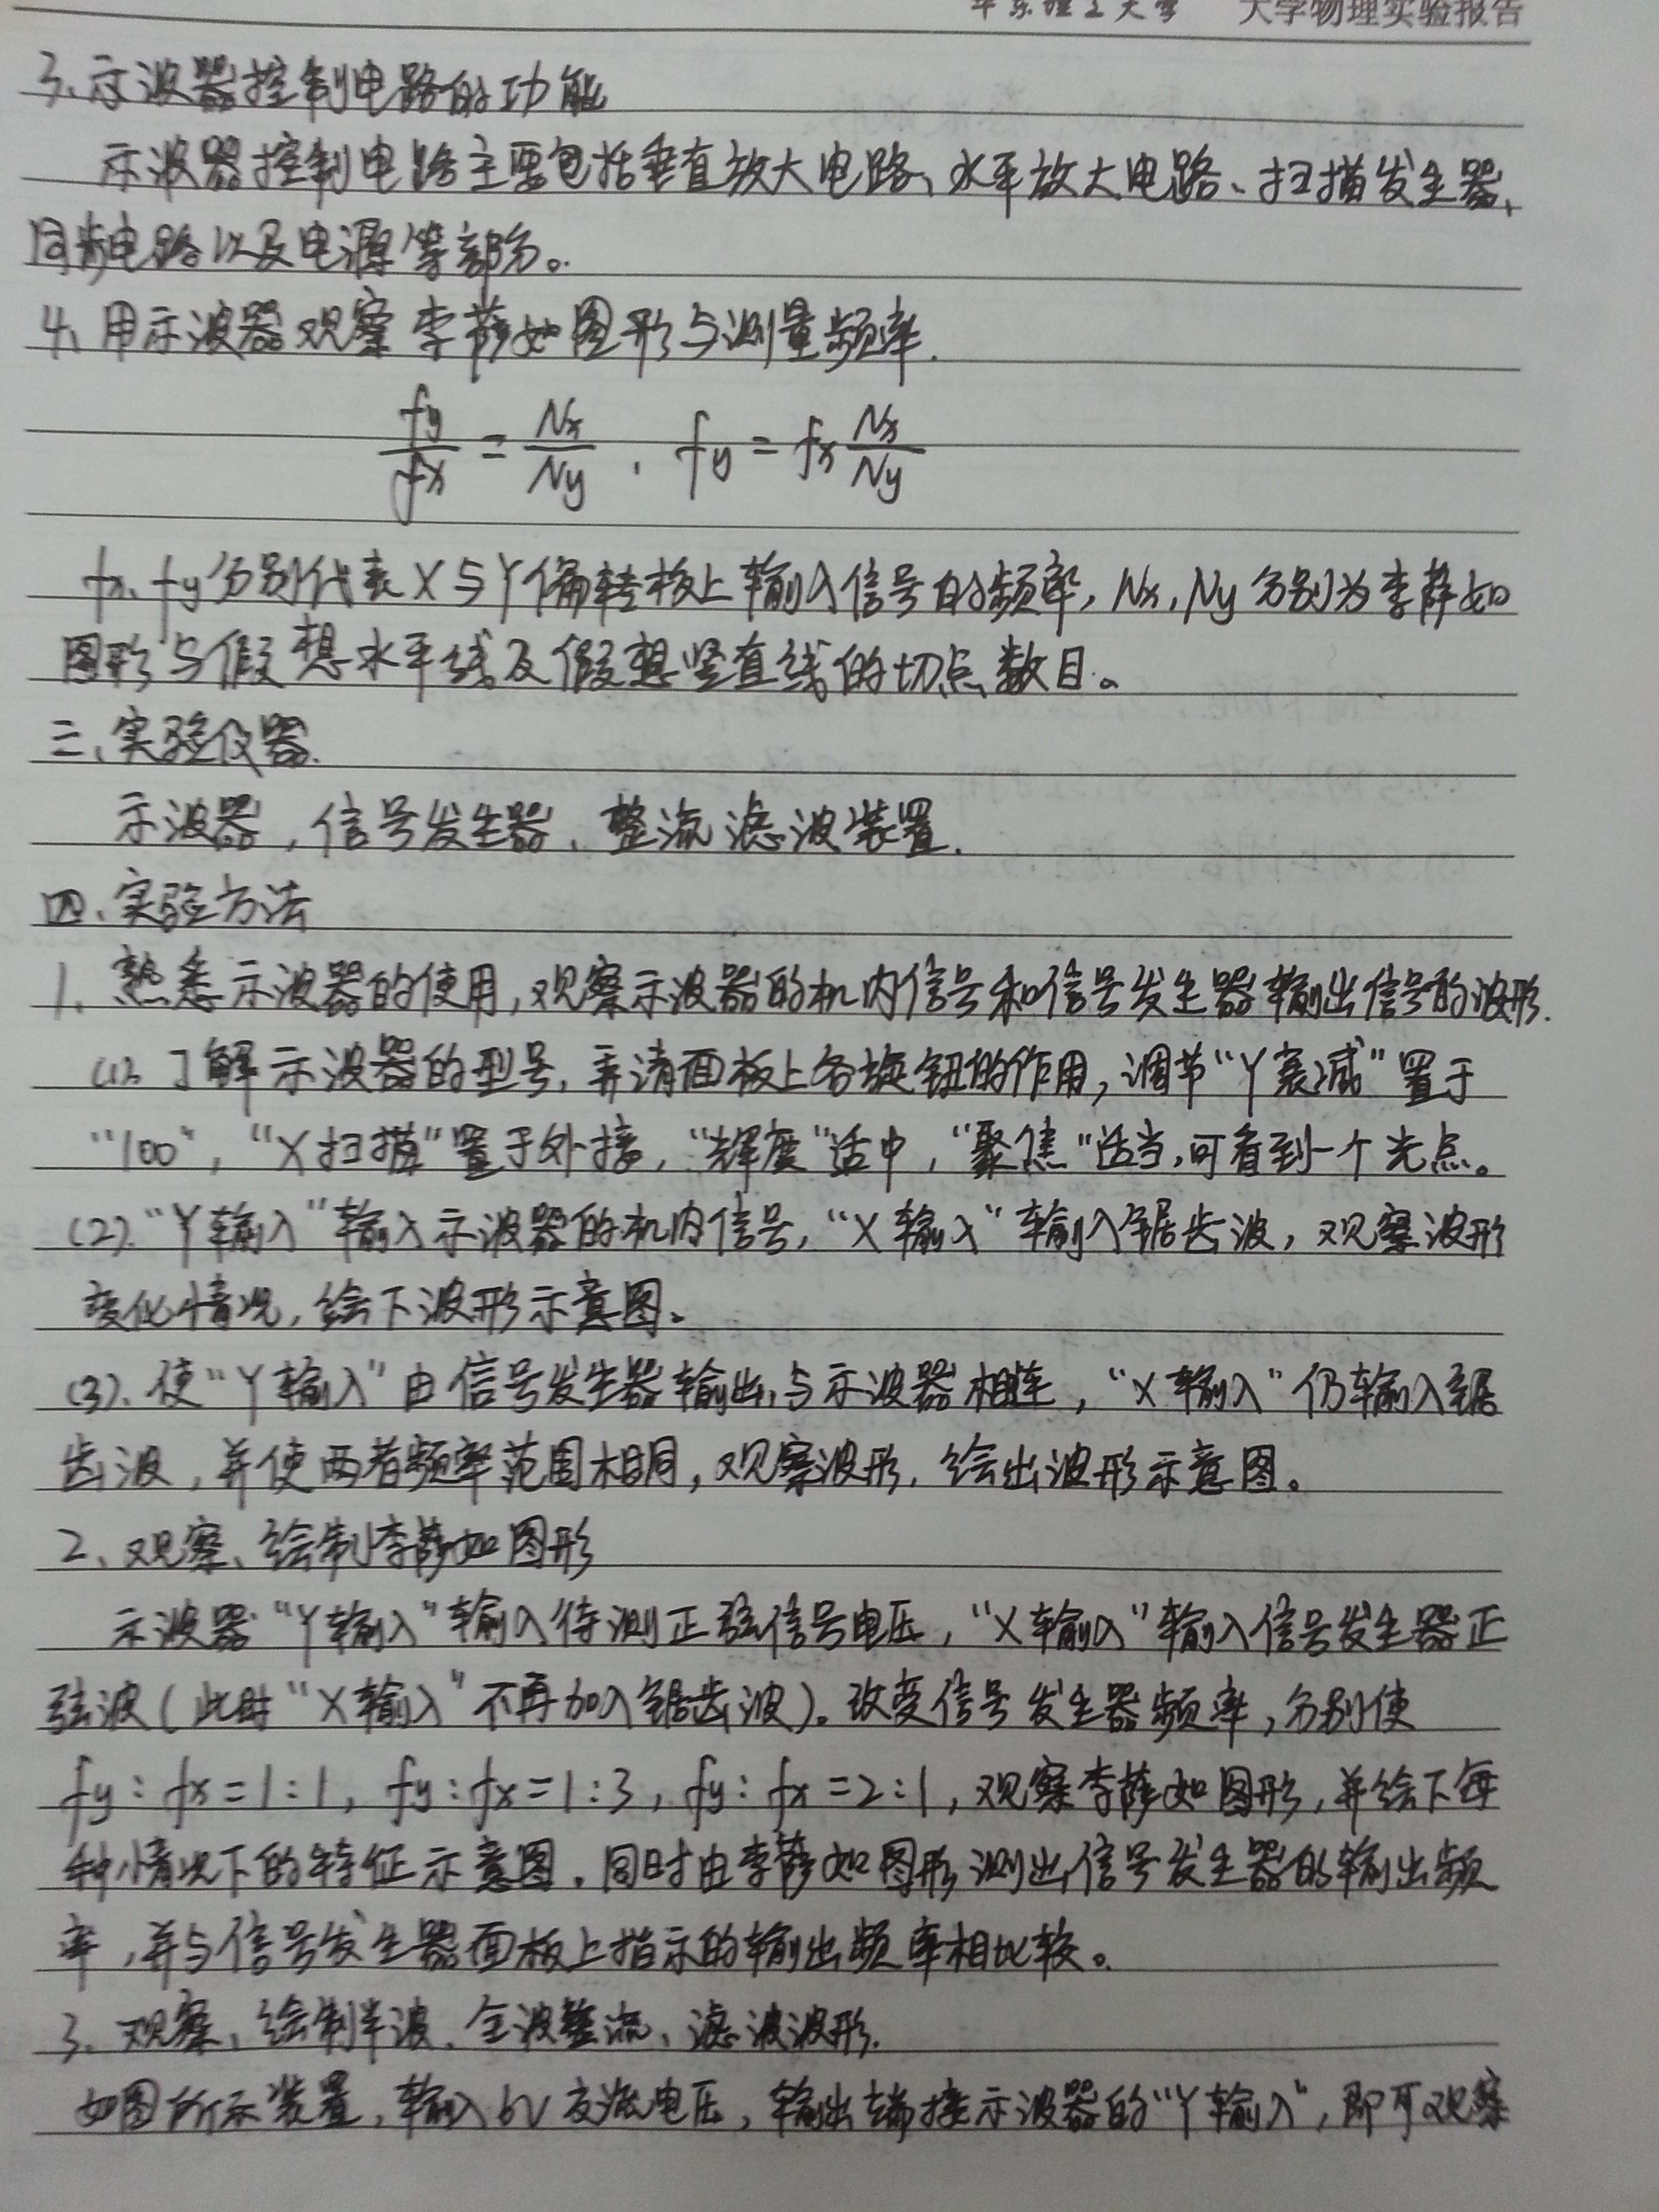 华东理工大学 大学物理实验报告
3、示波器控制电路的功能
示波器控制电路主要包括垂直放大电路、水平放大电路、扫描发生器、
同步电路以及电源等部分。
4、用示波器观察李萨如图形与测量频率.
fy/fx = Nx/Ny , fy = fx Nx/Ny
fx、fy分别代表X与Y偏转板上输入信号的频率, Nx, Ny 分别为李萨如
图形与假想水平线及假想竖直线的切点数目。
三、实验仪器.
示波器, 信号发生器、整流滤波装置.
四、实验方法
1、熟悉示波器的使用,观察示波器的机内信号和信号发生器输出信号的波形.
(1). 了解示波器的型号, 弄清面板上各旋钮的作用, 调节“Y衰减”置于
“100”, “X扫描”置于外接, “辉度”适中, “聚焦”适当,可看到一个光点。
(2). “Y输入”输入示波器的机内信号, “X输入”输入锯齿波, 观察波形
变化情况, 绘下波形示意图。
(3). 使“Y输入”由信号发生器输出,与示波器相连, “X输入”仍输入锯
齿波, 并使两者频率范围相同, 观察波形, 绘出波形示意图。
2、观察、绘制李萨如图形
示波器“Y输入”输入待测正弦信号电压, “X输入”输入信号发生器正
弦波(此时“X输入”不再加入锯齿波)。改变信号发生器频率, 分别使
fy:fx=1:1, fy:fx=1:3, fy:fx=2:1, 观察李萨如图形, 并绘下每
种情况下的特征示意图, 同时由李萨如图形测出信号发生器的输出频
率, 并与信号发生器面板上指示的输出频率相比较。
3、观察、绘制半波、全波整流、滤波波形.
如图所示装置, 输入6V交流电压, 输出端接示波器的“Y输入”, 即可观察